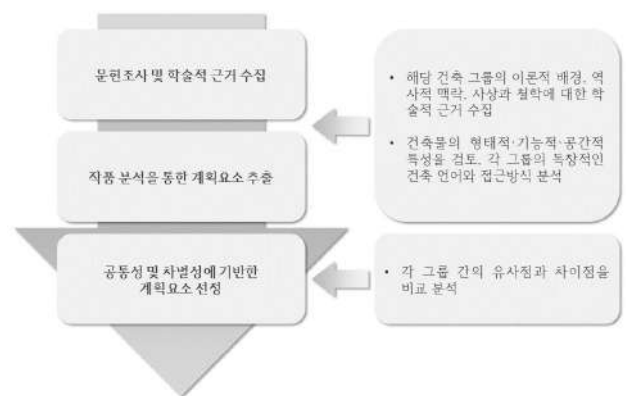 문헌조사 및 학술적 근거 수집
작품 분석을 통한 계획요소 추출
공통성 및 차별성에 기반한
계획요소 선정
• 해당 건축 그룹의 이론적 배경, 역
사적 맥락, 사상과 철학에 대한 학
술적 근거 수집
• 건축물의 형태적·기능적·공간적
특성을 검토, 각 그룹의 독창적인
건축 언어와 접근방식 분석
• 각 그룹 간의 유사점과 차이점을
비교 분석